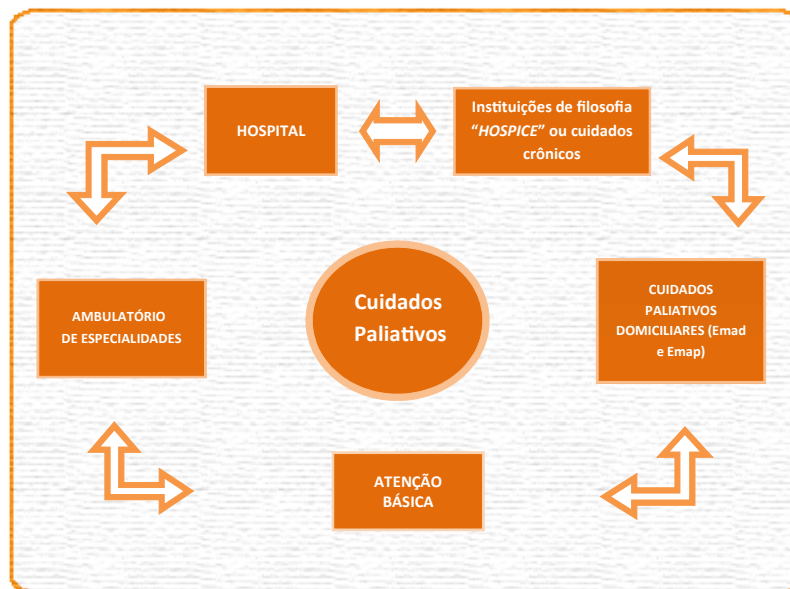 HOSPITAL
Instituições de filosofia
“HOSPICE” ou cuidados
crônicos
AMBULATÓRIO
DE ESPECIALIDADES
Cuidados
Paliativos
CUIDADOS
PALIATIVOS
DOMICILIARES (Emad
e Emap)
ATENÇÃO
BÁSICA